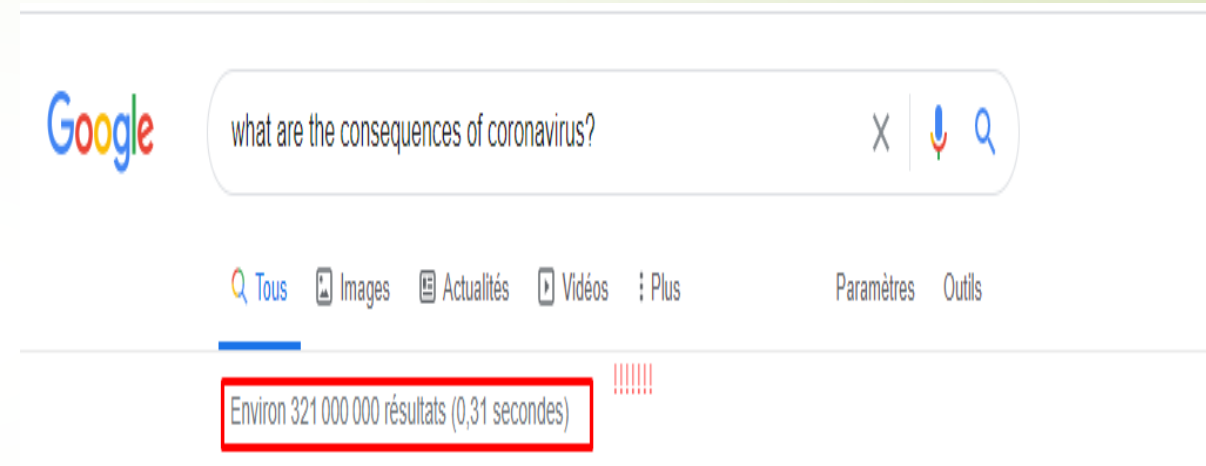 Google what are the consequences of coronavirus?
Tous Images Actualités Vidéos Plus Paramètres Outils
!!!!!!!
Environ 321 000 000 résultats (0,31 secondes)